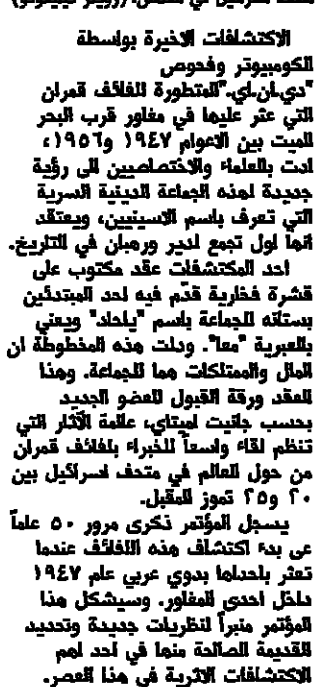 الاكتشافات الاخيرة بواسطة
الكومبيوتر وفحوص
"دي.ان.اي." المتطورة للفائف قمران
التي عثر عليها في مغاور قرب البحر
الميت بين الاعوام ١٩٤٧ و١٩٥٦،
ادت بالعلماء والاختصاصيين الى رؤية
جديدة لهذه الجماعة الدينية السرية
التي تعرف باسم الاسينيين، ويعتقد
انها اول تجمع لدير ورهبان في التاريخ.
احد المكتشفات عقد مكتوب على
قشرة فخارية قدّم فيه احد المبتدئين
بستانه للجماعة باسم "ياحاد" ويعني
بالعبرية "معا". ودلت هذه المخطوطة ان
المال والممتلكات هما للجماعة. وهذا
العقد ورقة القبول للعضو الجديد
بحسب جانيت اميتاي، عالمة الآثار التي
تنظم لقاء واسعاً للخبراء بلفائف قمران
من حول العالم في متحف اسرائيل بين
٢٠ و٢٥ تموز المقبل.
يسجل المؤتمر ذكرى مرور ٥٠ عاماً
عى بدء اكتشاف هذه اللفائف عندما
تعثر باحداها بدوي عربي عام ١٩٤٧
داخل احدى المغاور. وسيشكل هذا
المؤتمر منبراً لنظريات جديدة وتحديد
القديمة الصالحة منها في احد اهم
الاكتشافات الاثرية في هذا العصر.